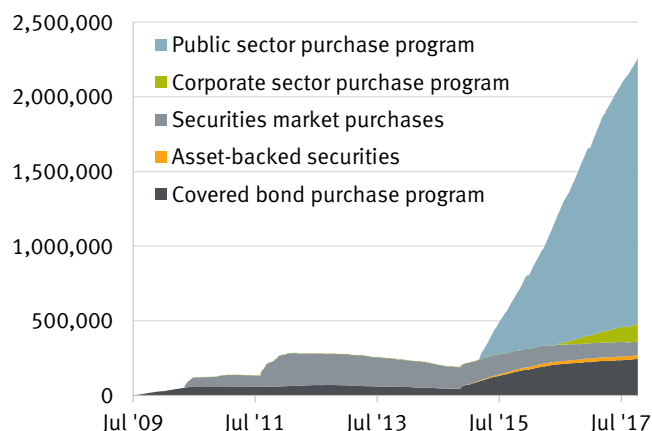 2,500,000
Public sector purchase program
Corporate sector purchase program
2,000,000
Securities market purchases
1,500,000
Asset-backed securities
Covered bond purchase program
1,000,000
500,000
0
Jul '09 Jul '11 Jul '13 Jul '15 Jul '17